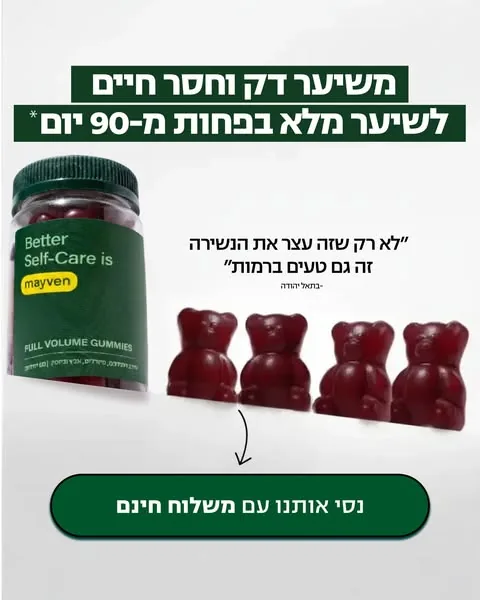 משיער דק וחסר חיים
לשיער מלא בפחות מ-90 יום*
Better
Self-Care is
mayven
FULL VOLUME GUMMIES
"לא רק שזה עצר את הנשירה
זה גם טעים ברמות"
-בתאל יהודה
נסי אותנו עם משלוח חינם